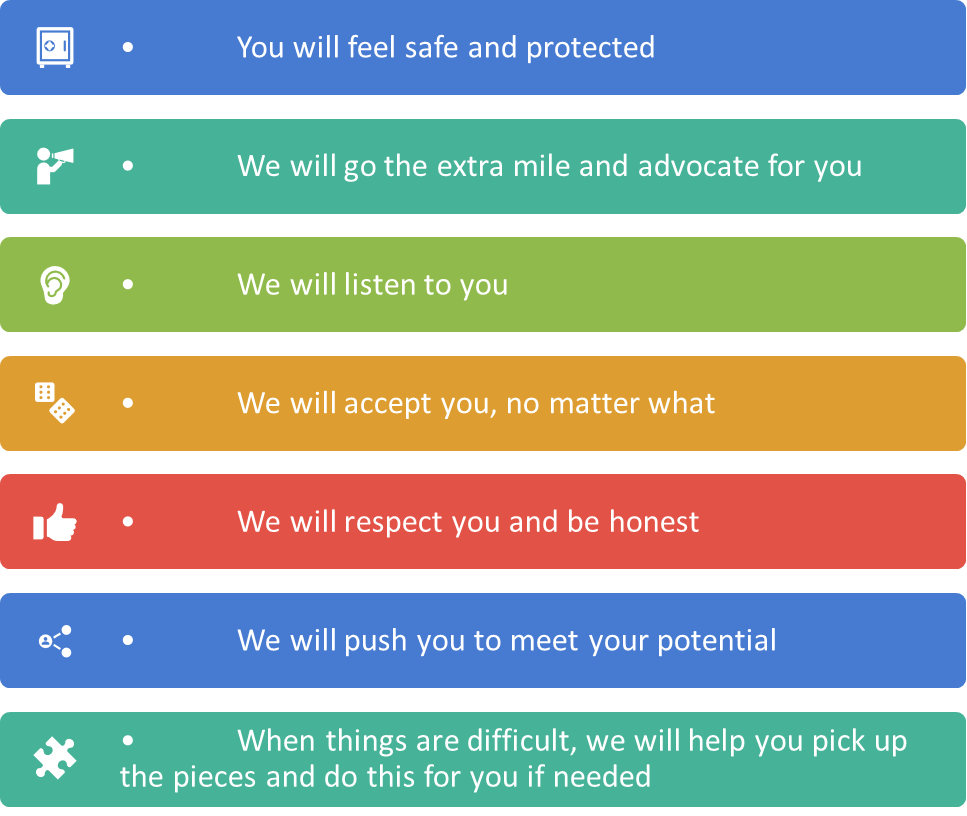 • You will feel safe and protected
• We will go the extra mile and advocate for you
• We will listen to you
• We will accept you, no matter what
• We will respect you and be honest
• We will push you to meet your potential
• When things are difficult, we will help you pick up
the pieces and do this for you if needed